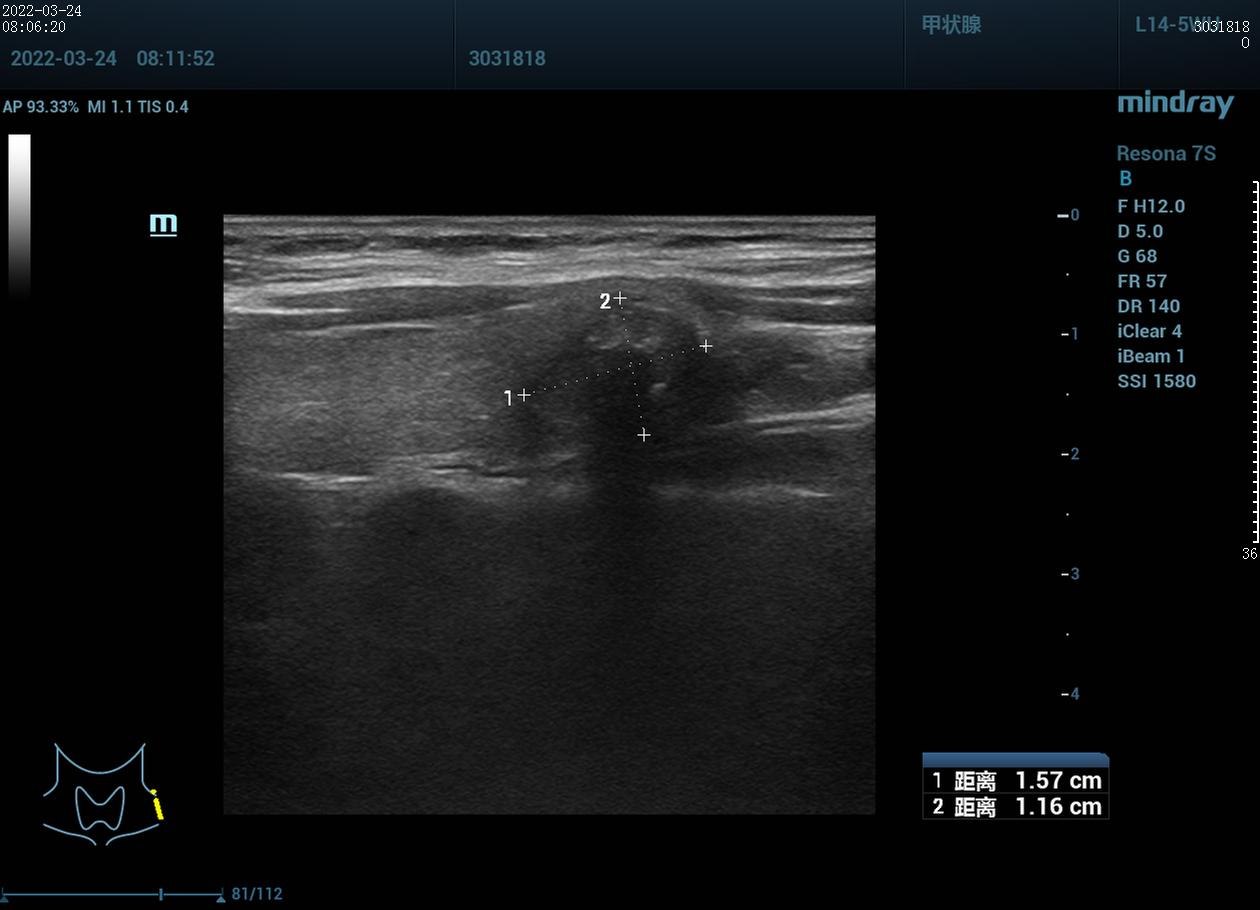 2022-03-24
08:06:20
甲状腺
3031818
0
2022-03-24 08:11:52
3031818
AP 93.33% MI 1.1 TIS 0.4
mindray
Resona 7S
B
F H12.0
D 5.0
G 68
FR 57
DR 140
iClear 4
iBeam 1
SSI 1580
m
0
1
2
3
4
2
1
36
1 距离 1.57 cm
2 距离 1.16 cm
81/112